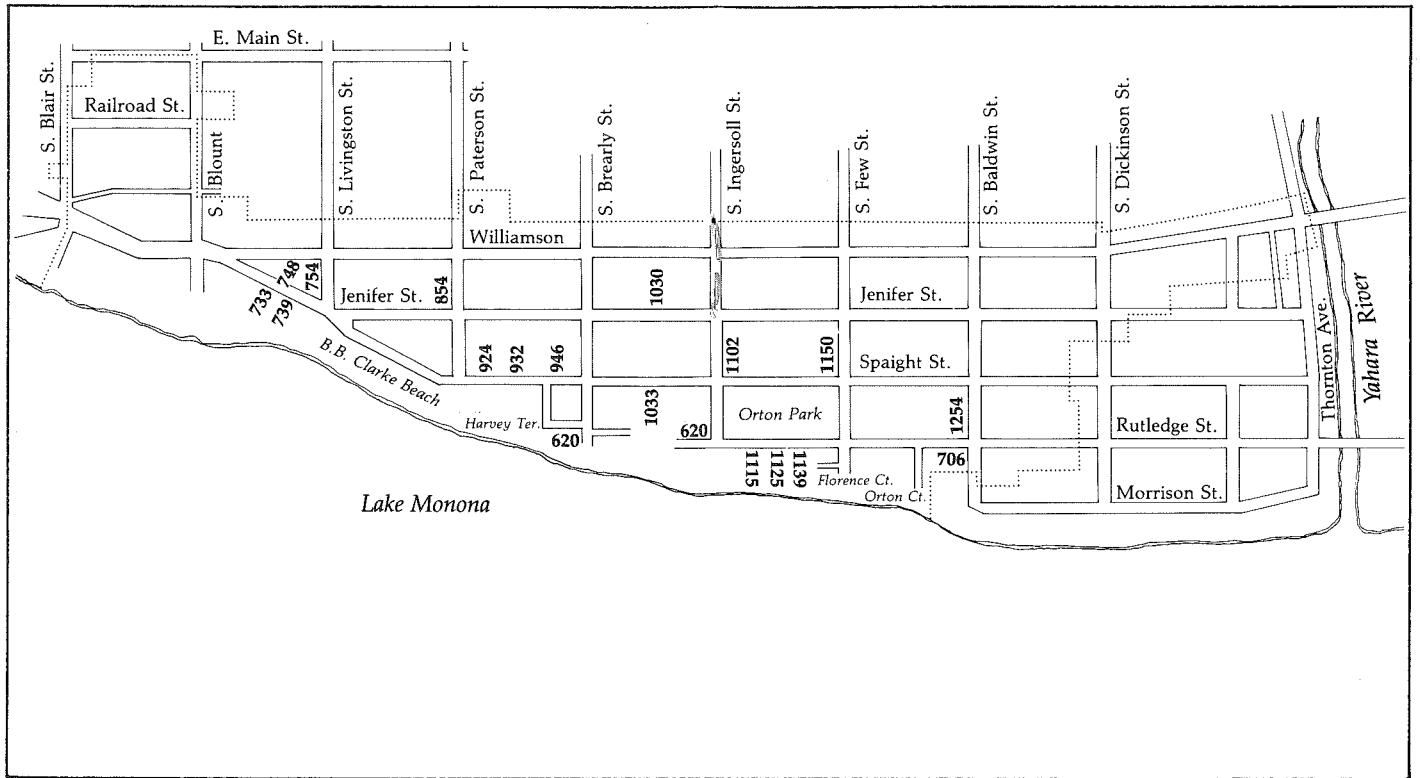 E. Main St.
S. Blair St.
Railroad St.
S. Blount
S. Livingston St.
S. Paterson St.
S. Brearly St.
S. Ingersoll St.
S. Few St.
S. Baldwin St.
S. Dickinson St.
Williamson
733
748
739
754
Jenifer St.
854
1030
Jenifer St.
B.B. Clarke Beach
924
932
946
1102
1150
Spaight St.
Thornton Ave.
Yahara River
Harvey Ter.
620
1033
620
Orton Park
1254
Rutledge St.
1115
1125
1139
Florence Ct.
Orton Ct.
706
Morrison St.
Lake Monona